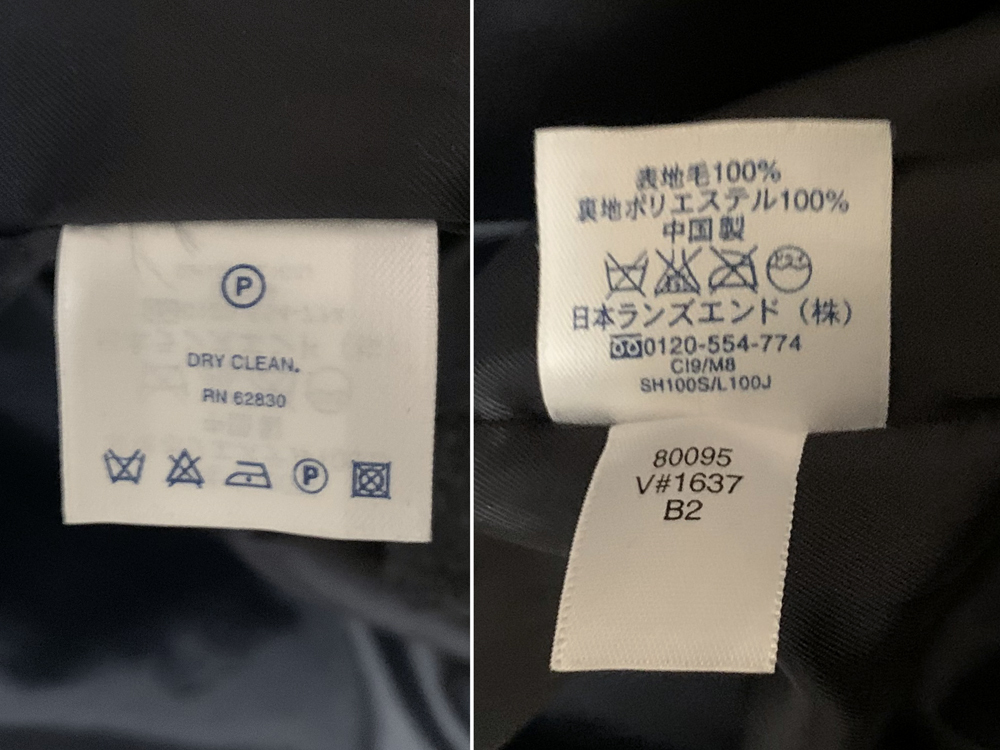 P
DRY CLEAN.
RN 62830
P
表地毛100%
裏地ポリエステル100%
中国製
ドライ
日本ランズエンド（株）
0120-554-774
CI9/M8
SH100S/L100J
80095
V#1637
B2